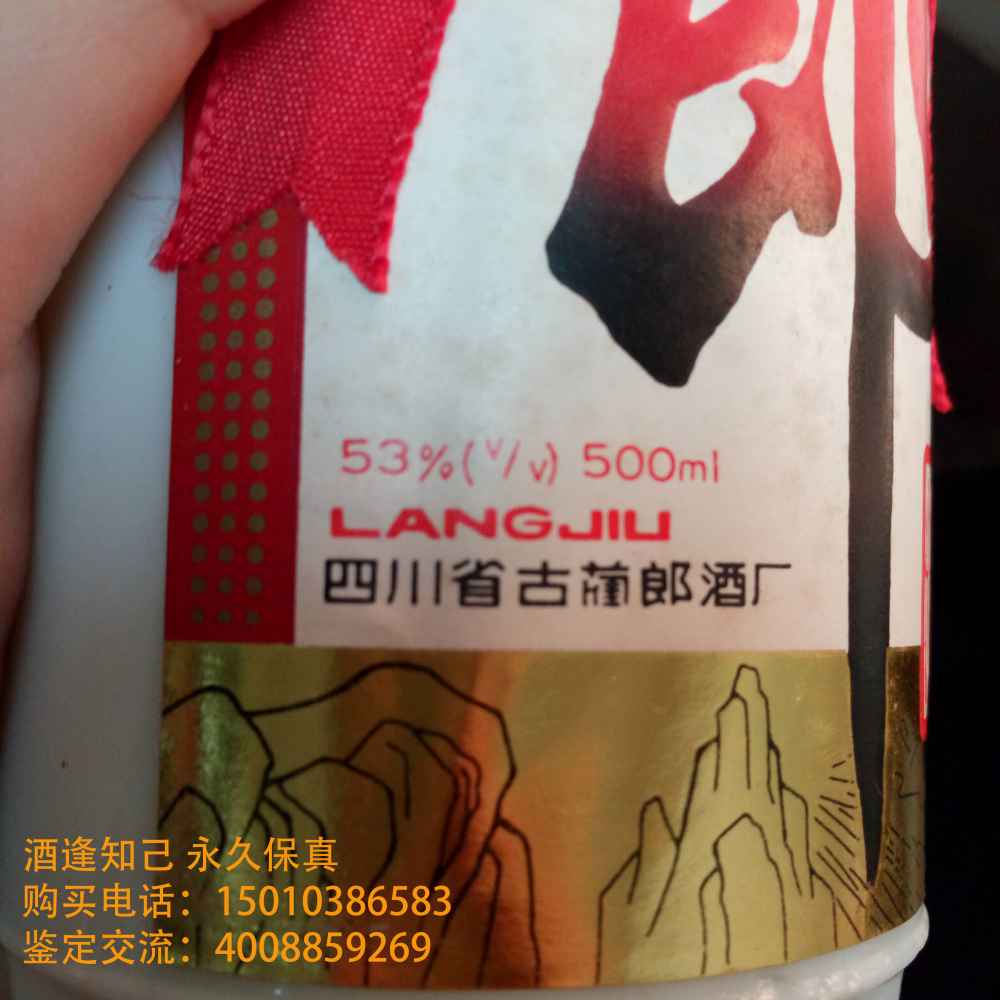 郎
53%(V/V) 500ml
LANGJIU
四川省古蔺郎酒厂
酒逢知己 永久保真
购买电话：15010386583
鉴定交流：4008859269